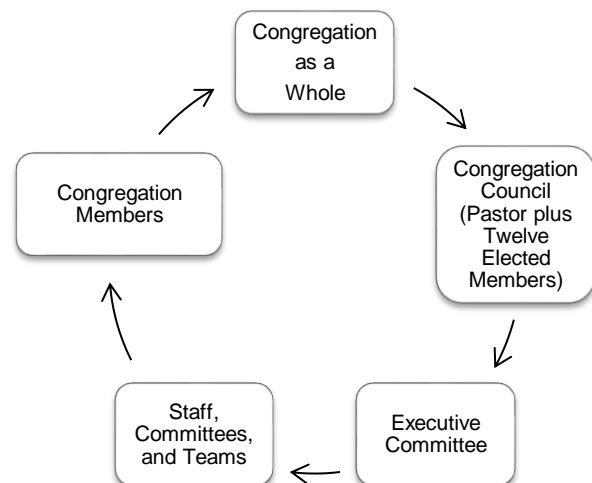 Congregation
as a
Whole
Congregation
Council
(Pastor plus
Twelve
Elected
Members)
Executive
Committee
Staff,
Committees,
and Teams
Congregation
Members